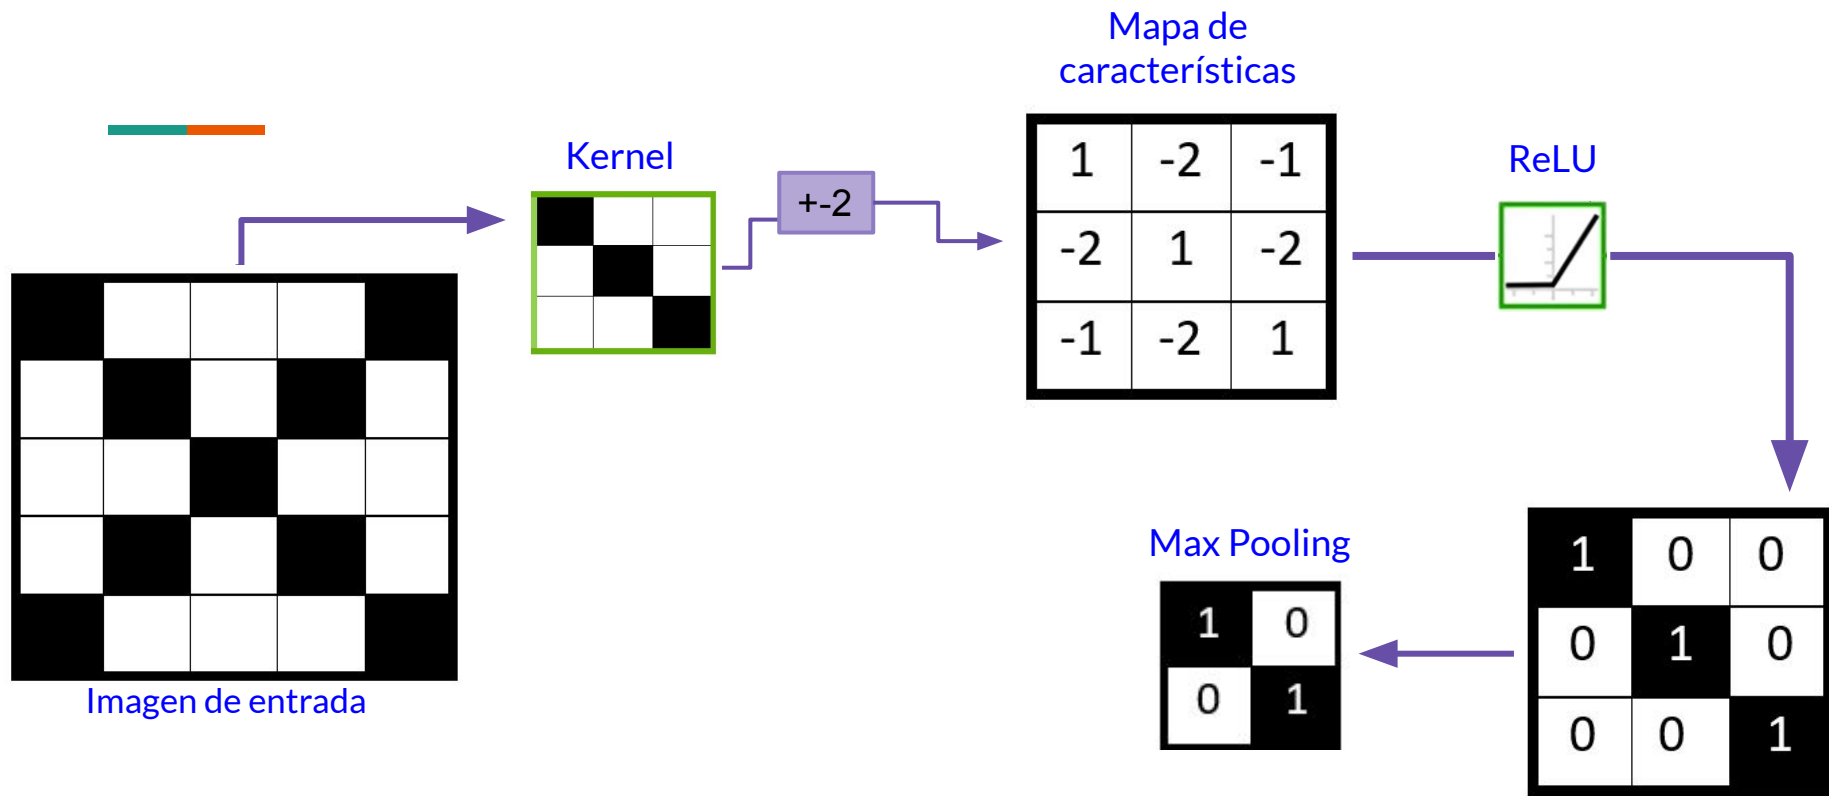 Mapa de
características
Kernel
+-2
1 -2 -1
-2 1 -2
-1 -2 1
ReLU
Imagen de entrada
Max Pooling
1 0
0 1
1 0 0
0 1 0
0 0 1